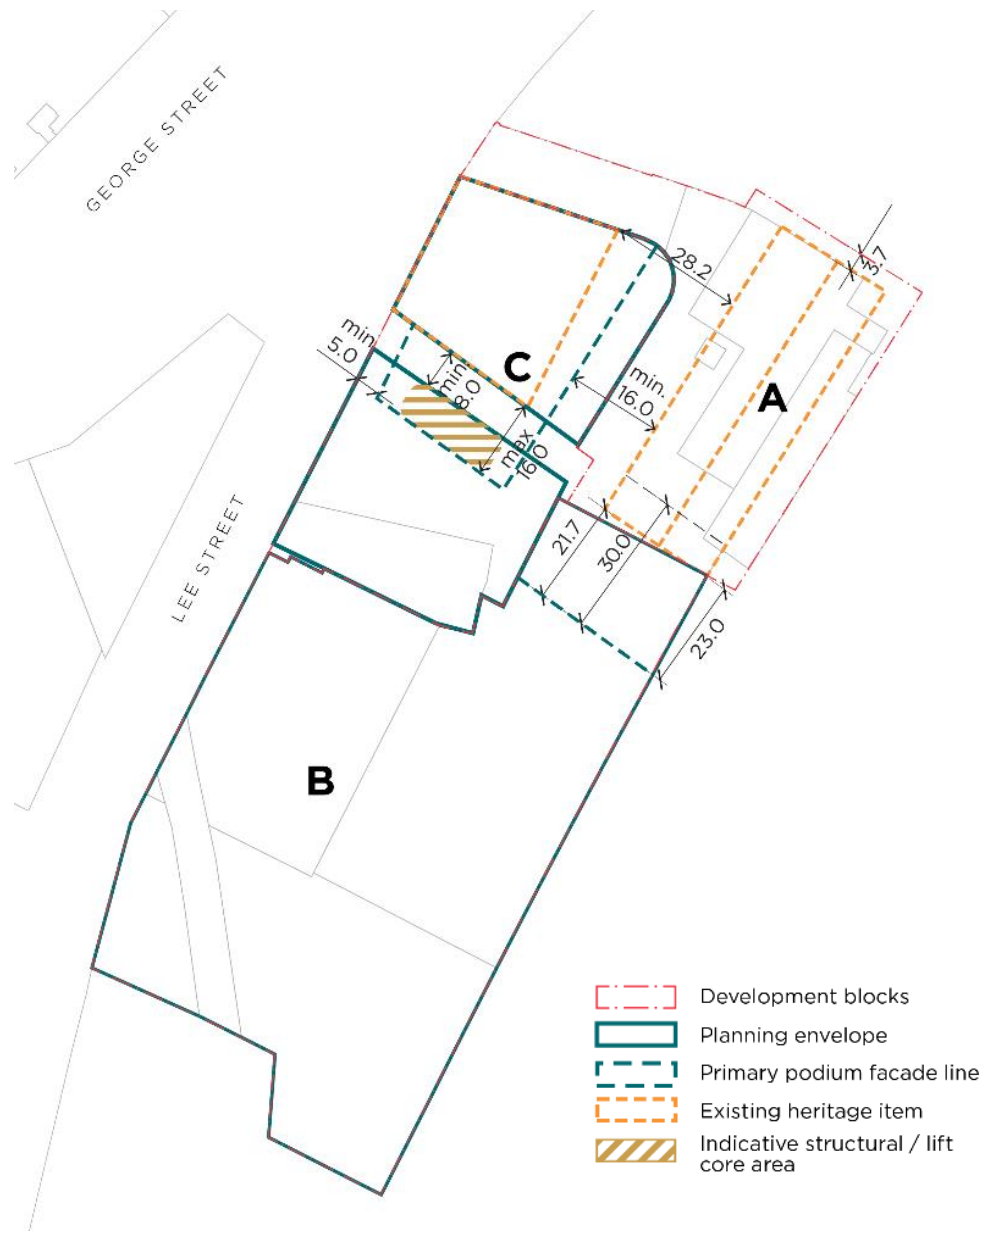 GEORGE STREET
28.2
3.7
min.
5.0
C
min
8.0
min.
16.0
A
max
16.0
21.7
30.0
LEE STREET
23.0
B
Development blocks
Planning envelope
Primary podium facade line
Existing heritage item
Indicative structural / lift
core area